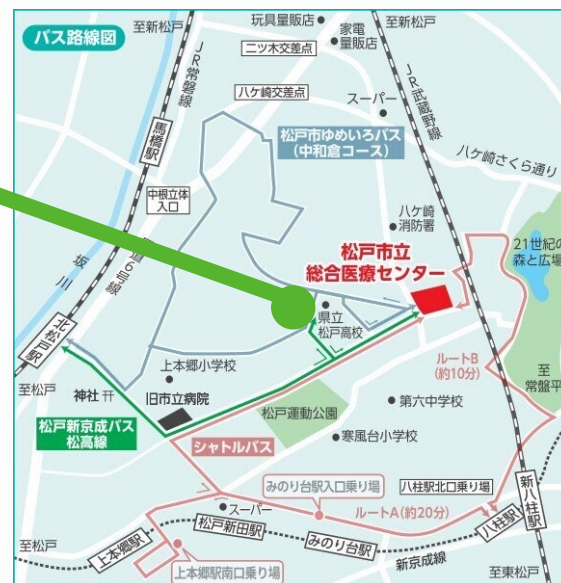 バス路線図
至新松戸
玩具量販店
家電
量販店
至新松戸
二ツ木交差点
JR常磐線
八ケ崎交差点
スーパー
JR武蔵野線
馬橋駅
松戸市ゆめいろバス
(中和倉コース)
八ケ崎さくら通り
中根立体
入口
八ケ崎
消防署
道6号線
坂川
松戸市立
総合医療センター
21世紀の
森と広場
県立
松戸高校
北松戸駅
ルートB
(約10分)
上本郷小学校
至
常盤平
至松戸
神社
旧市立病院
第六中学校
松戸運動公園
松戸新京成バス
松高線
シャトルバス
寒風台小学校
みのり台駅入口乗り場
八柱駅北口乗り場
新八柱駅
スーパー
ルートA(約20分)
八柱駅
至松戸
上本郷駅
松戸新田駅
みのり台駅
新京成線
上本郷駅南口乗り場
至東松戸